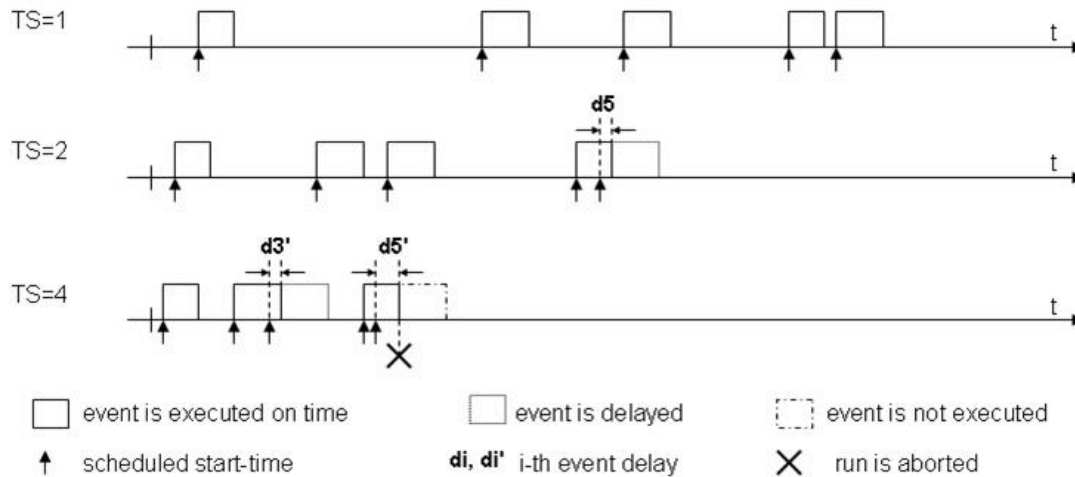 TS=1 t
d5
TS=2 t
d3' d5'
TS=4 t
event is executed on time event is delayed event is not executed
scheduled start-time di, di' i-th event delay run is aborted